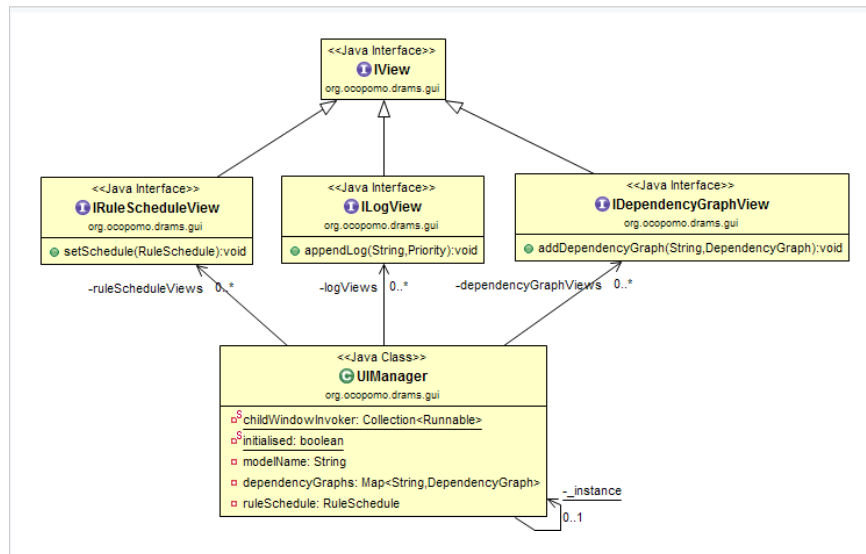 <<Java Interface>>
IView
org.ocopomo.drams.gui
<<Java Interface>>
IRuleScheduleView
org.ocopomo.drams.gui
setSchedule(RuleSchedule):void
<<Java Interface>>
ILogView
org.ocopomo.drams.gui
appendLog(String,Priority):void
<<Java Interface>>
IDependencyGraphView
org.ocopomo.drams.gui
addDependencyGraph(String,DependencyGraph):void
-ruleScheduleViews 0..*
-logViews 0..*
-dependencyGraphViews 0..*
<<Java Class>>
UIManager
org.ocopomo.drams.gui
childWindowInvoker: Collection<Runnable>
initialised: boolean
modelName: String
dependencyGraphs: Map<String,DependencyGraph>
ruleSchedule: RuleSchedule
-_instance
0..1